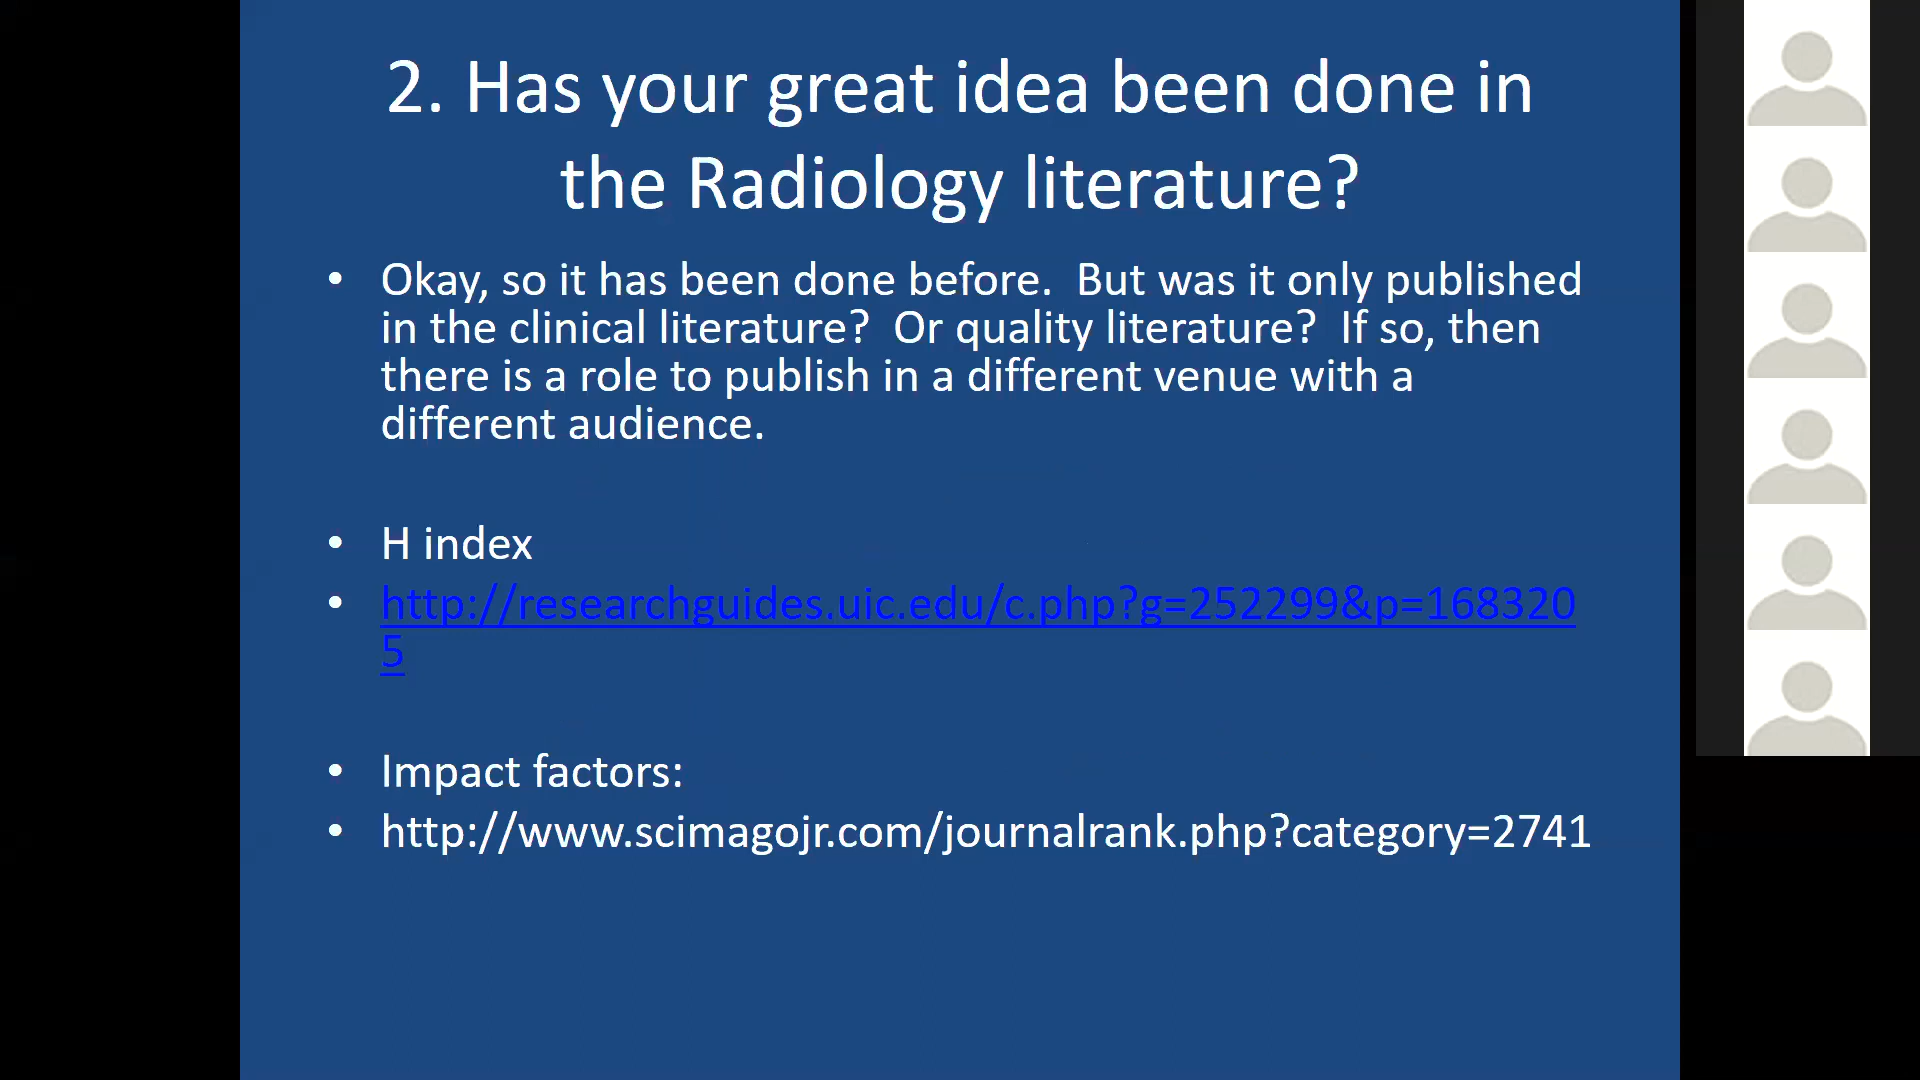 2. Has your great idea been done in
the Radiology literature?
• Okay, so it has been done before.  But was it only published
in the clinical literature?  Or quality literature?  If so, then
there is a role to publish in a different venue with a
different audience.
• H index
• http://researchguides.uic.edu/c.php?g=252299&p=168320
5
• Impact factors:
• http://www.scimagojr.com/journalrank.php?category=2741